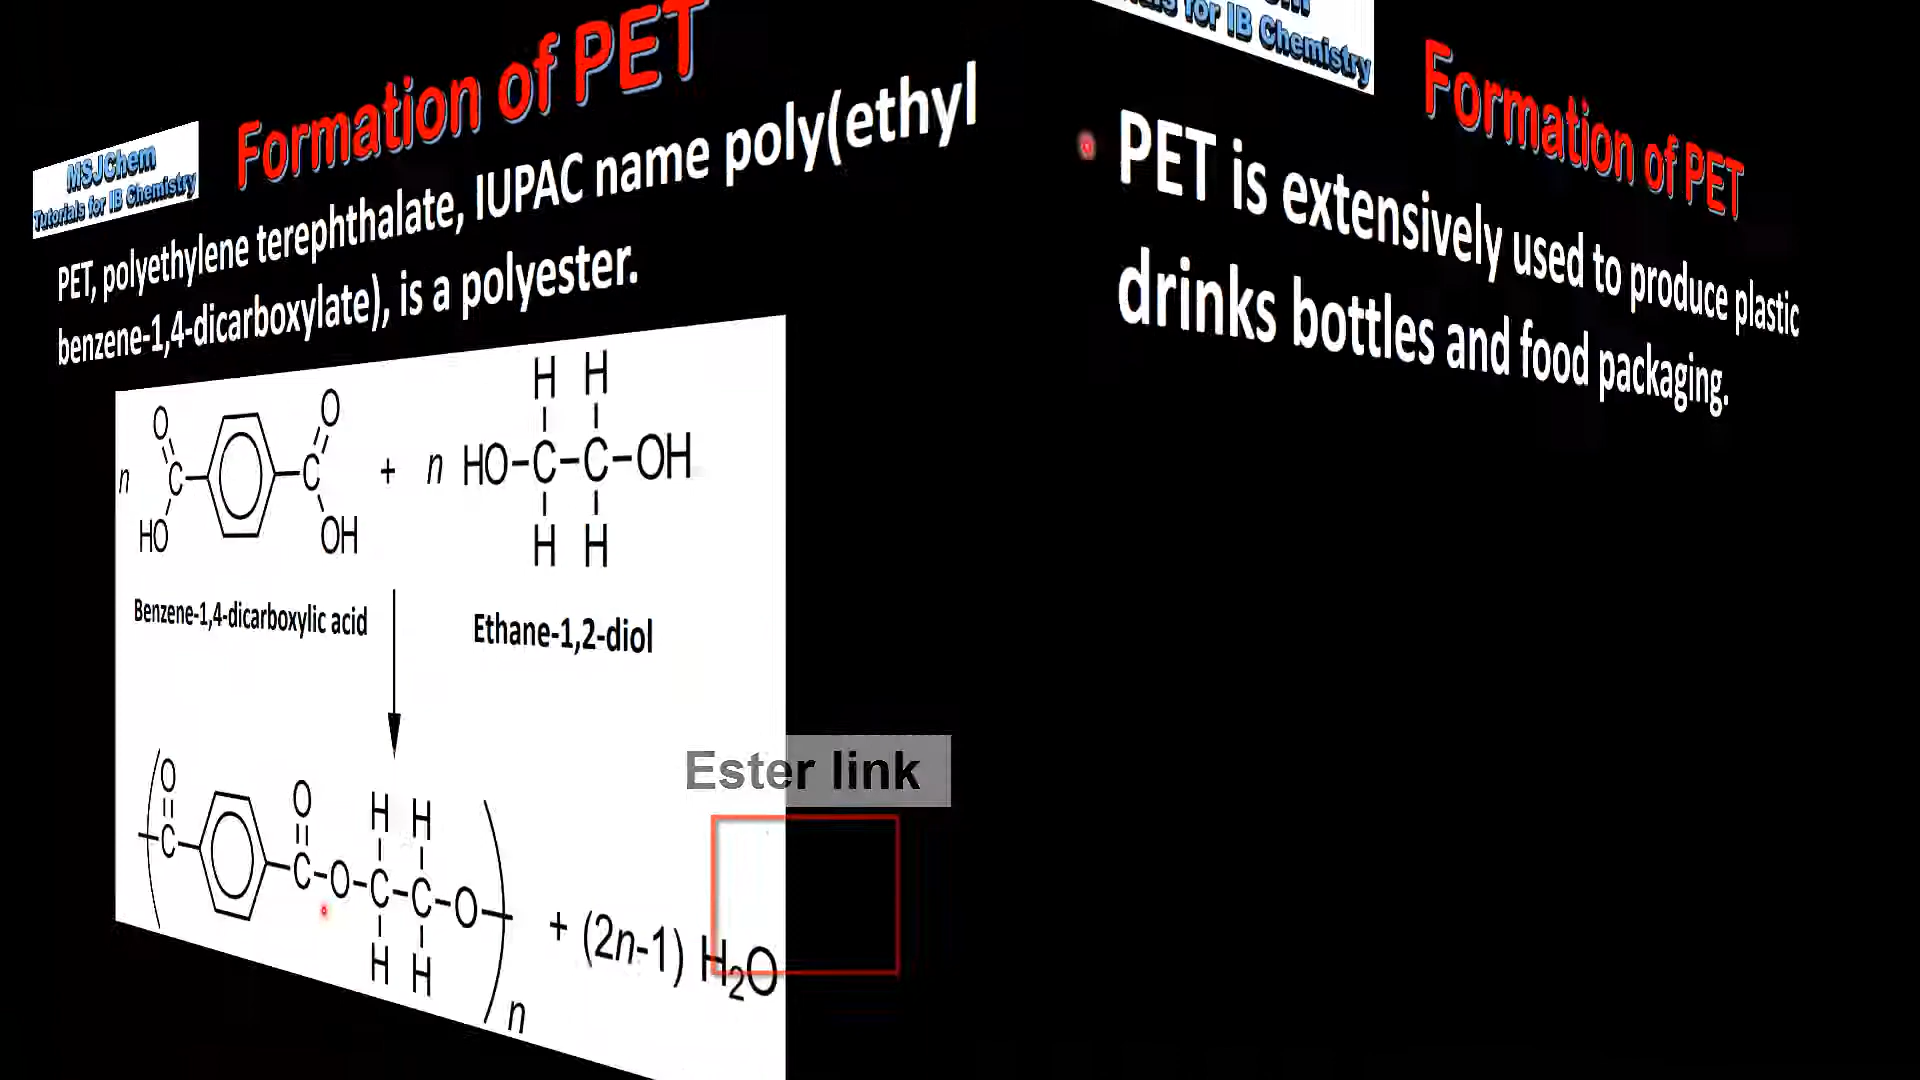 Formation of PET
MSJChem
Tutorials for IB Chemistry
PET, polyethylene terephthalate, IUPAC name poly(ethyl
benzene-1,4-dicarboxylate), is a polyester.
H H
O O
n C C + n HO-C-C-OH
HO OH
H H
Benzene-1,4-dicarboxylic acid
Ethane-1,2-diol
Ester link
O O H H
C C-O-C-C-O
H H
n
+ (2n-1) H₂O
for IB Chemistry
Formation of PET
PET is extensively used to produce plastic
drinks bottles and food packaging.